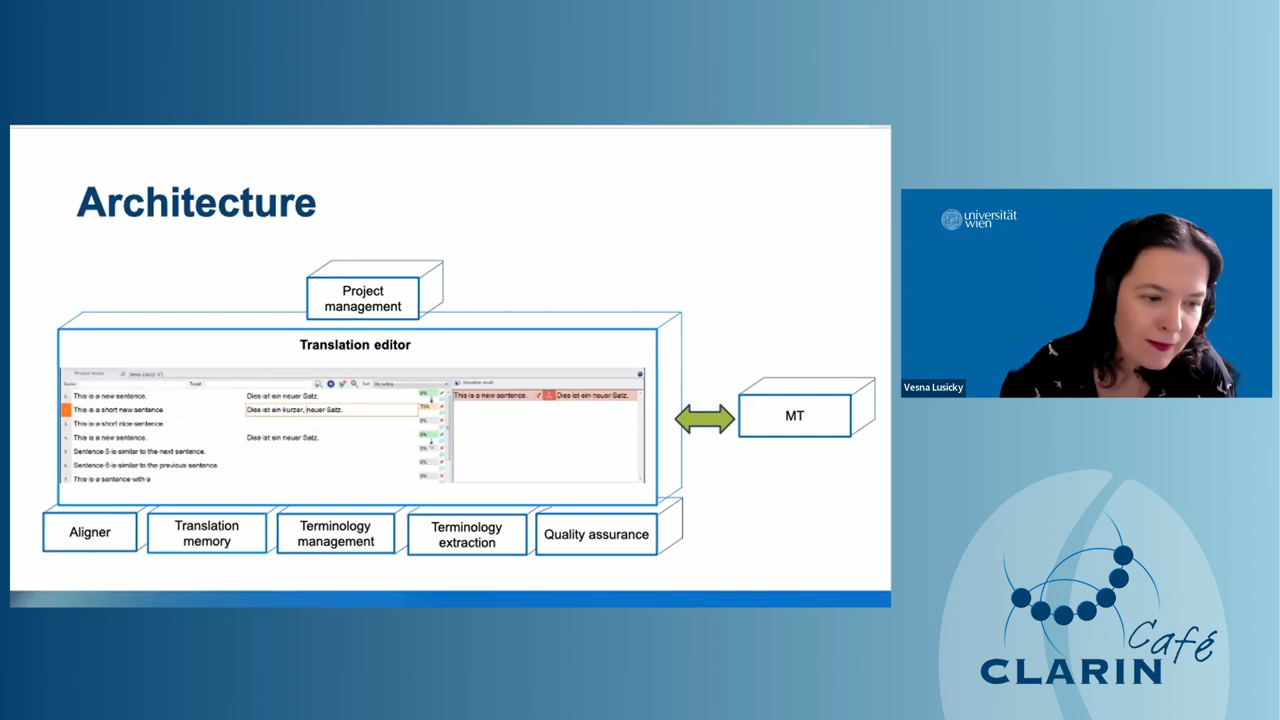 Architecture
Project
management
Translation editor
This is a new sentence.
Dies ist ein neuer Satz.
This is a short new sentence
Dies ist ein kurzer, neuer Satz.
This is a short nice sentence
This is a new sentence.
Dies ist ein neuer Satz.
Sentence 5 is similar to the next sentence.
Sentence 6 is similar to the previous sentence.
This is a sentence with a
This is a new sentence.
Dies ist ein neuer Satz.
MT
Aligner
Translation
memory
Terminology
management
Terminology
extraction
Quality assurance
universität
wien
Vesna Lusicky
Café
CLARIN